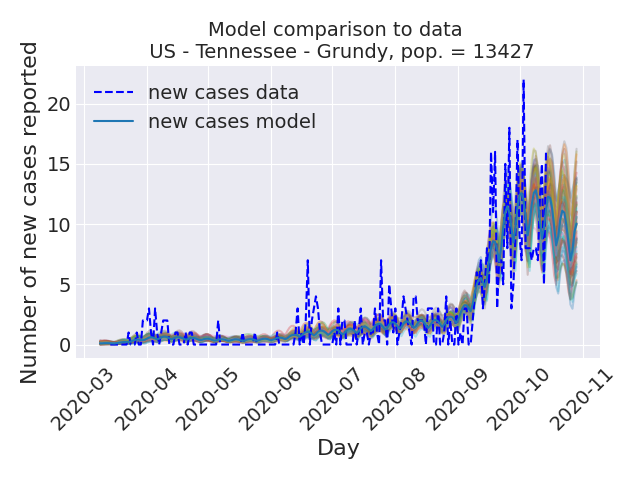 Model comparison to data
US - Tennessee - Grundy, pop. = 13427
Number of new cases reported
new cases data
new cases model
20
15
10
5
0
2020-03
2020-04
2020-05
2020-06
2020-07
2020-08
2020-09
2020-10
2020-11
Day